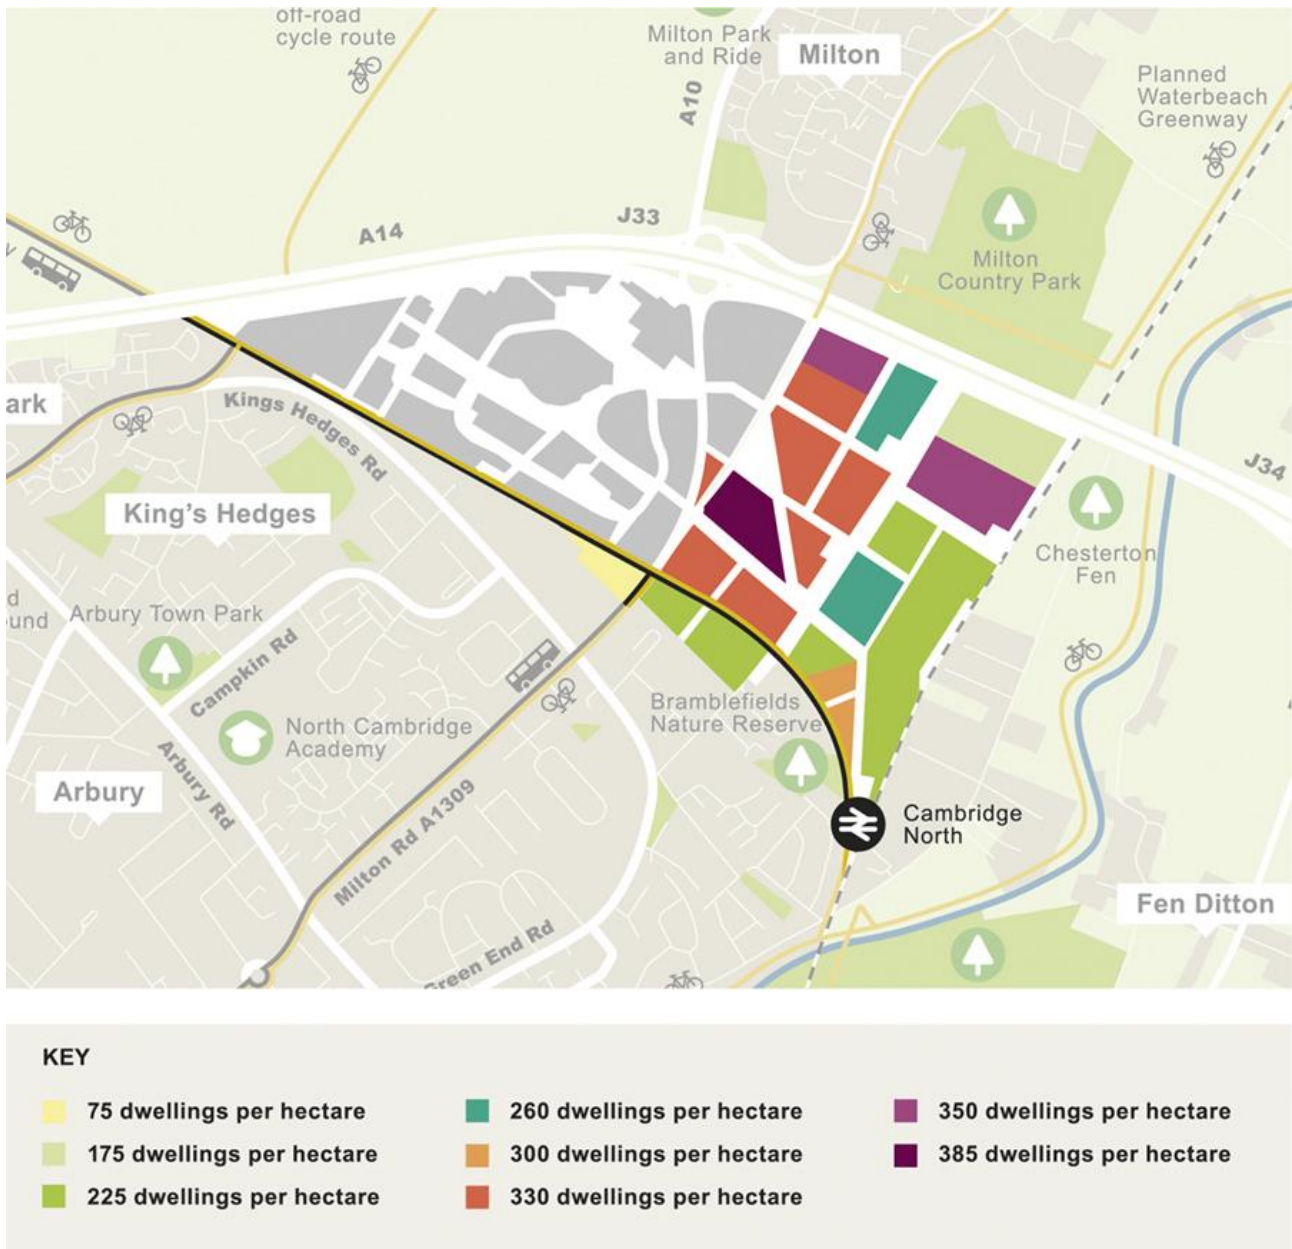 off-road
cycle route
Milton Park
and Ride
Milton
A10
Planned
Waterbeach
Greenway
J33
A14
Milton
Country Park
ark
Kings Hedges Rd
J34
King's Hedges
Chesterton
Fen
d
ound
Arbury Town Park
Campkin Rd
Bramblefields
Nature Reserve
North Cambridge
Academy
Arbury Rd
Arbury
Milton Rd A1309
Cambridge
North
Fen Ditton
Green End Rd
KEY
75 dwellings per hectare
175 dwellings per hectare
225 dwellings per hectare
260 dwellings per hectare
300 dwellings per hectare
330 dwellings per hectare
350 dwellings per hectare
385 dwellings per hectare